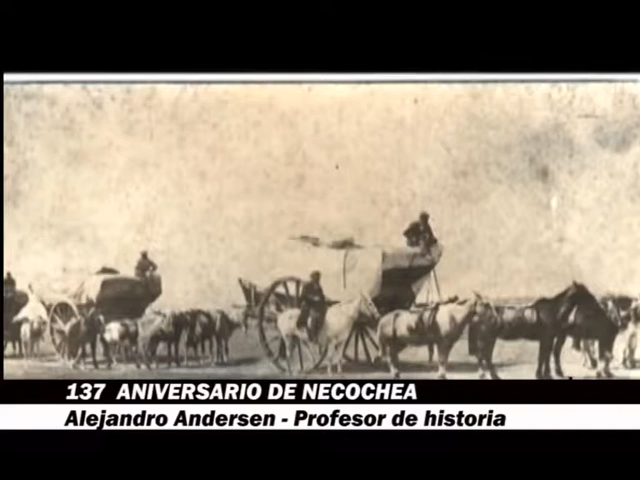 137 ANIVERSARIO DE NECOCHEA
Alejandro Andersen - Profesor de historia